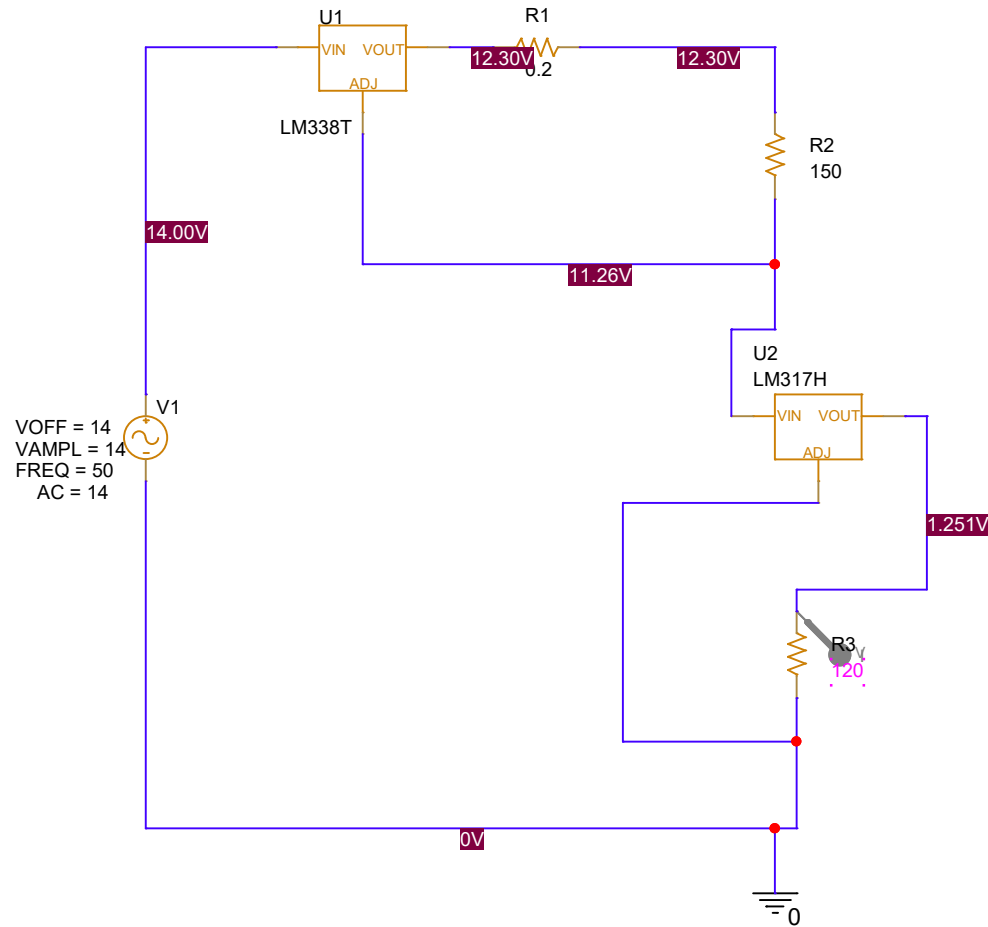 U1
R1
VIN VOUT
12.30V
12.30V
0.2
ADJ
LM338T
R2
150
14.00V
11.26V
U2
LM317H
V1
VIN VOUT
VOFF = 14
VAMPL = 14
FREQ = 50
AC = 14
ADJ
1.251V
R3
V
120
0V
0